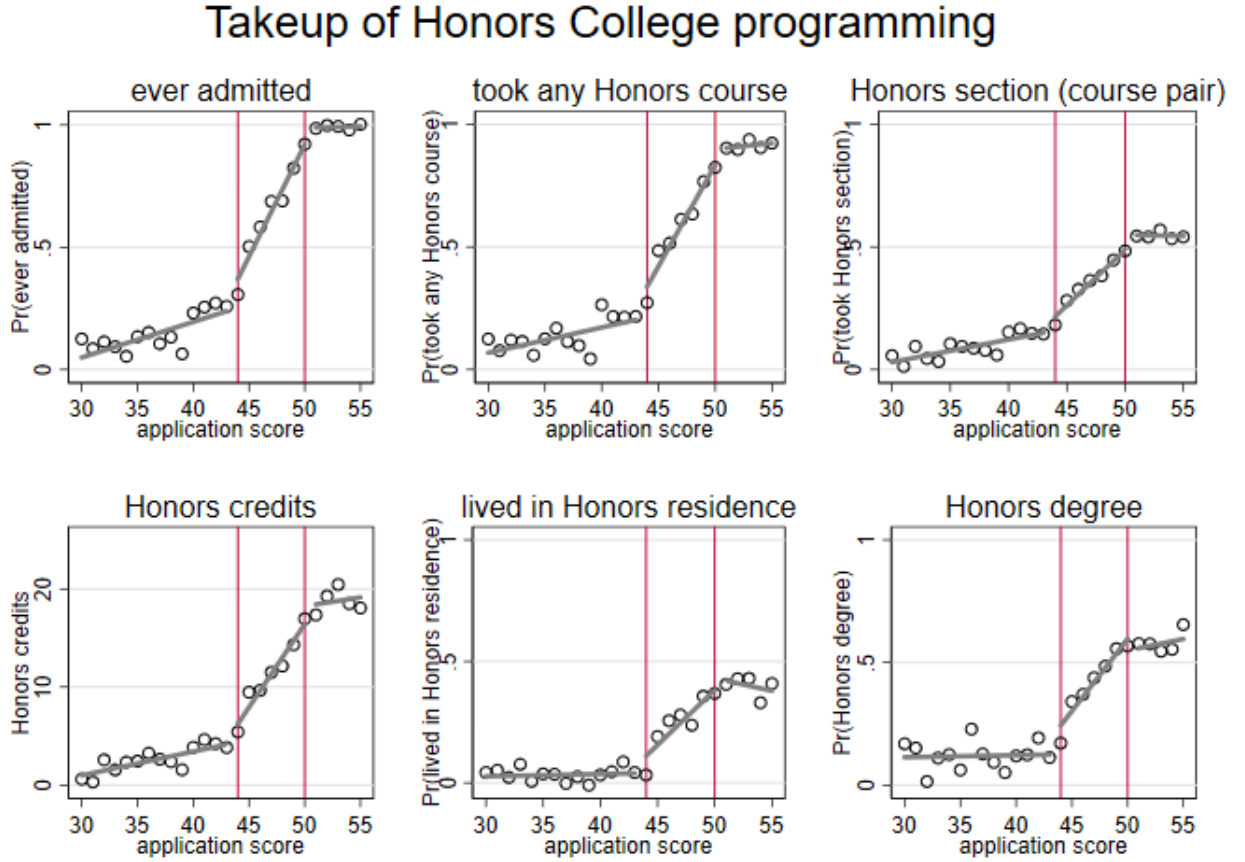 Takeup of Honors College programming
ever admitted
Pr(ever admitted)
1
.5
0
30 35 40 45 50 55
application score
took any Honors course
Pr(took any Honors course)
1
.5
0
30 35 40 45 50 55
application score
Honors section (course pair)
Pr(took Honors section)
1
.5
0
30 35 40 45 50 55
application score
Honors credits
Honors credits
20
10
0
30 35 40 45 50 55
application score
lived in Honors residence
Pr(lived in Honors residence)
1
.5
0
30 35 40 45 50 55
application score
Honors degree
Pr(Honors degree)
1
.5
0
30 35 40 45 50 55
application score